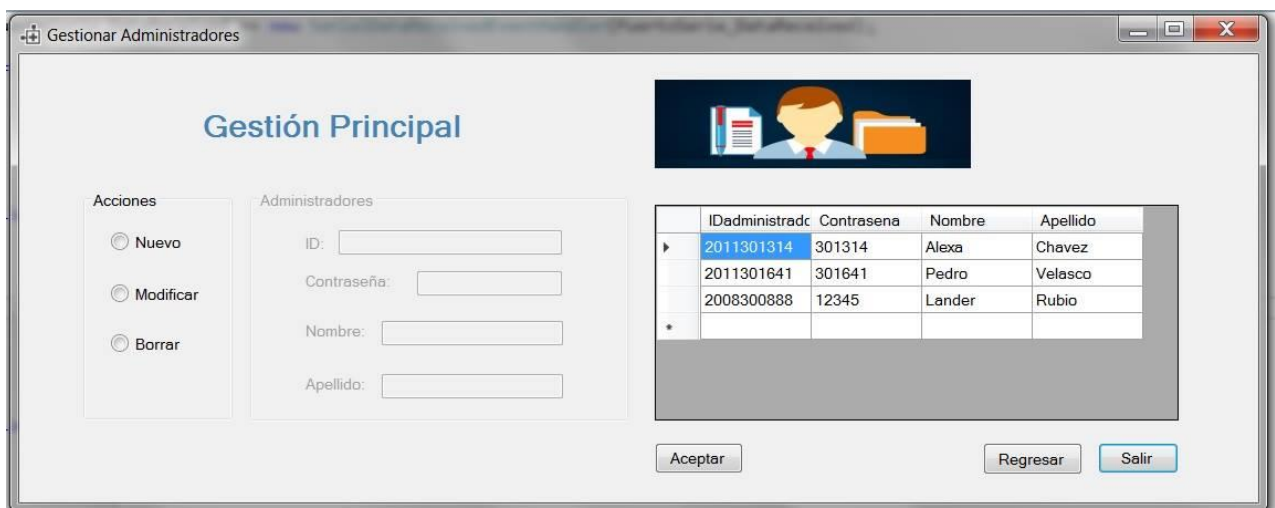 Gestionar Administradores
Gestión Principal
Acciones
Nuevo
Modificar
Borrar
Administradores
ID:
Contraseña:
Nombre:
Apellido:
IDadministradc Contrasena Nombre Apellido
2011301314 301314 Alexa Chavez
2011301641 301641 Pedro Velasco
2008300888 12345 Lander Rubio
Aceptar Regresar Salir